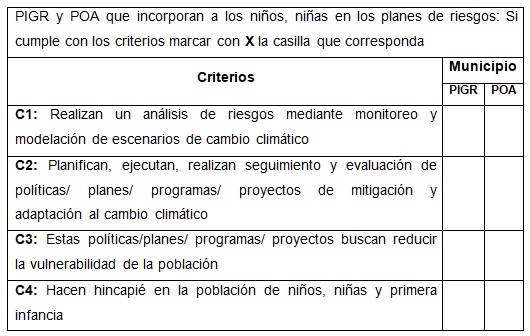 PIGR y POA que incorporan a los niños, niñas en los planes de riesgos: Si
cumple con los criterios marcar con X la casilla que corresponda
Criterios
Municipio
PIGR POA
C1: Realizan un análisis de riesgos mediante monitoreo y
modelación de escenarios de cambio climático
C2: Planifican, ejecutan, realizan seguimiento y evaluación de
políticas/ planes/ programas/ proyectos de mitigación y
adaptación al cambio climático
C3: Estas políticas/planes/ programas/ proyectos buscan reducir
la vulnerabilidad de la población
C4: Hacen hincapié en la población de niños, niñas y primera
infancia